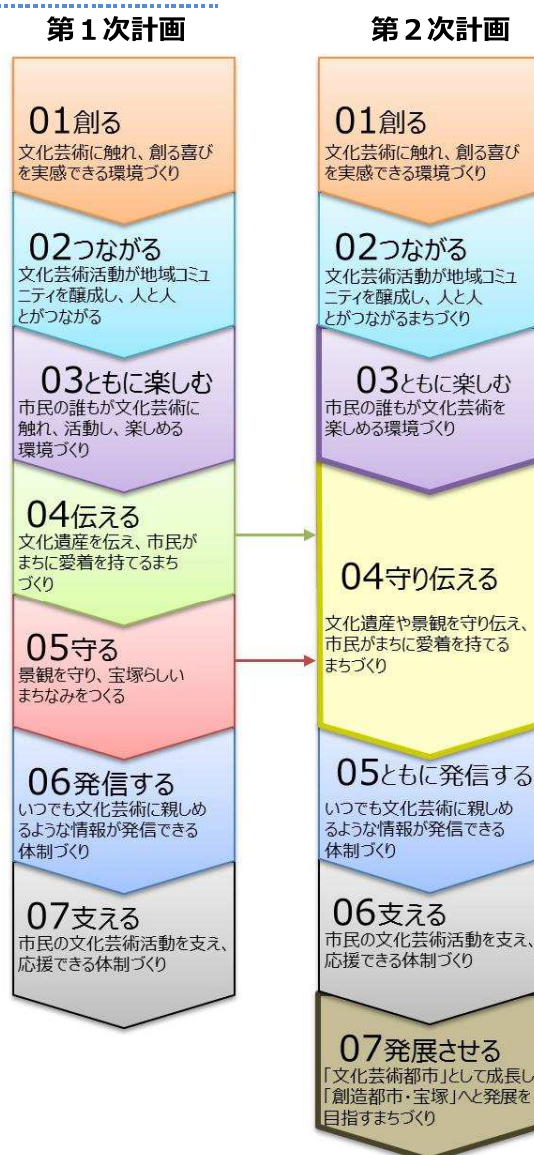 第１次計画
01創る
文化芸術に触れ、創る喜び
を実感できる環境づくり
02つながる
文化芸術活動が地域コミュ
ニティを醸成し、人と人
とがつながる
03ともに楽しむ
市民の誰もが文化芸術に
触れ、活動し、楽しめる
環境づくり
04伝える
文化遺産を伝え、市民が
まちに愛着を持てるまち
づくり
05守る
景観を守り、宝塚らしい
まちなみをつくる
06発信する
いつでも文化芸術に親しめ
るような情報が発信できる
体制づくり
07支える
市民の文化芸術活動を支え、
応援できる体制づくり
第２次計画
01創る
文化芸術に触れ、創る喜び
を実感できる環境づくり
02つながる
文化芸術活動が地域コミュ
ニティを醸成し、人と人
とがつながるまちづくり
03ともに楽しむ
市民の誰もが文化芸術を
楽しめる環境づくり
04守り伝える
文化遺産や景観を守り伝え、
市民がまちに愛着を持てる
まちづくり
05ともに発信する
いつでも文化芸術に親しめ
るような情報が発信できる
体制づくり
06支える
市民の文化芸術活動を支え、
応援できる体制づくり
07発展させる
「文化芸術都市」として成長し
「創造都市・宝塚」へと発展を
目指すまちづくり